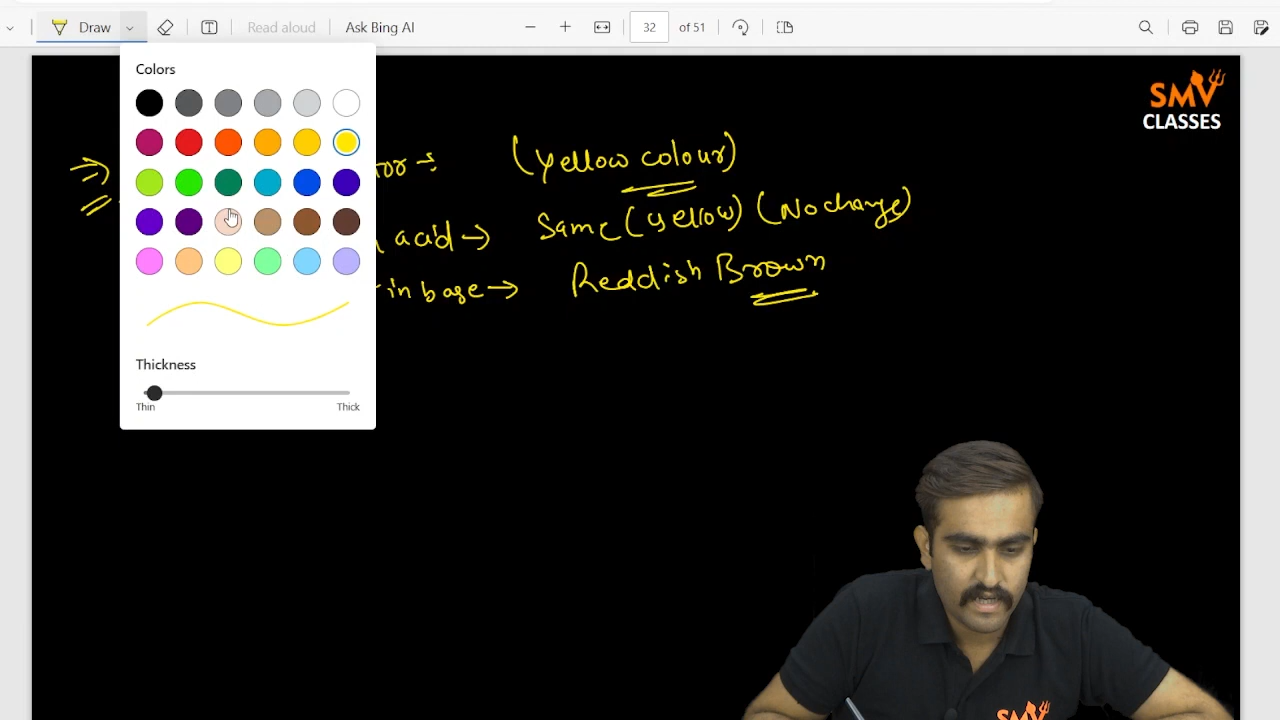 Draw Read aloud Ask Bing AI 32 of 51
Colors
SMV
CLASSES
(Yellow colour)
acid → Same (yellow) (No change)
in base → Reddish Brown
Thickness
Thin Thick
SMV